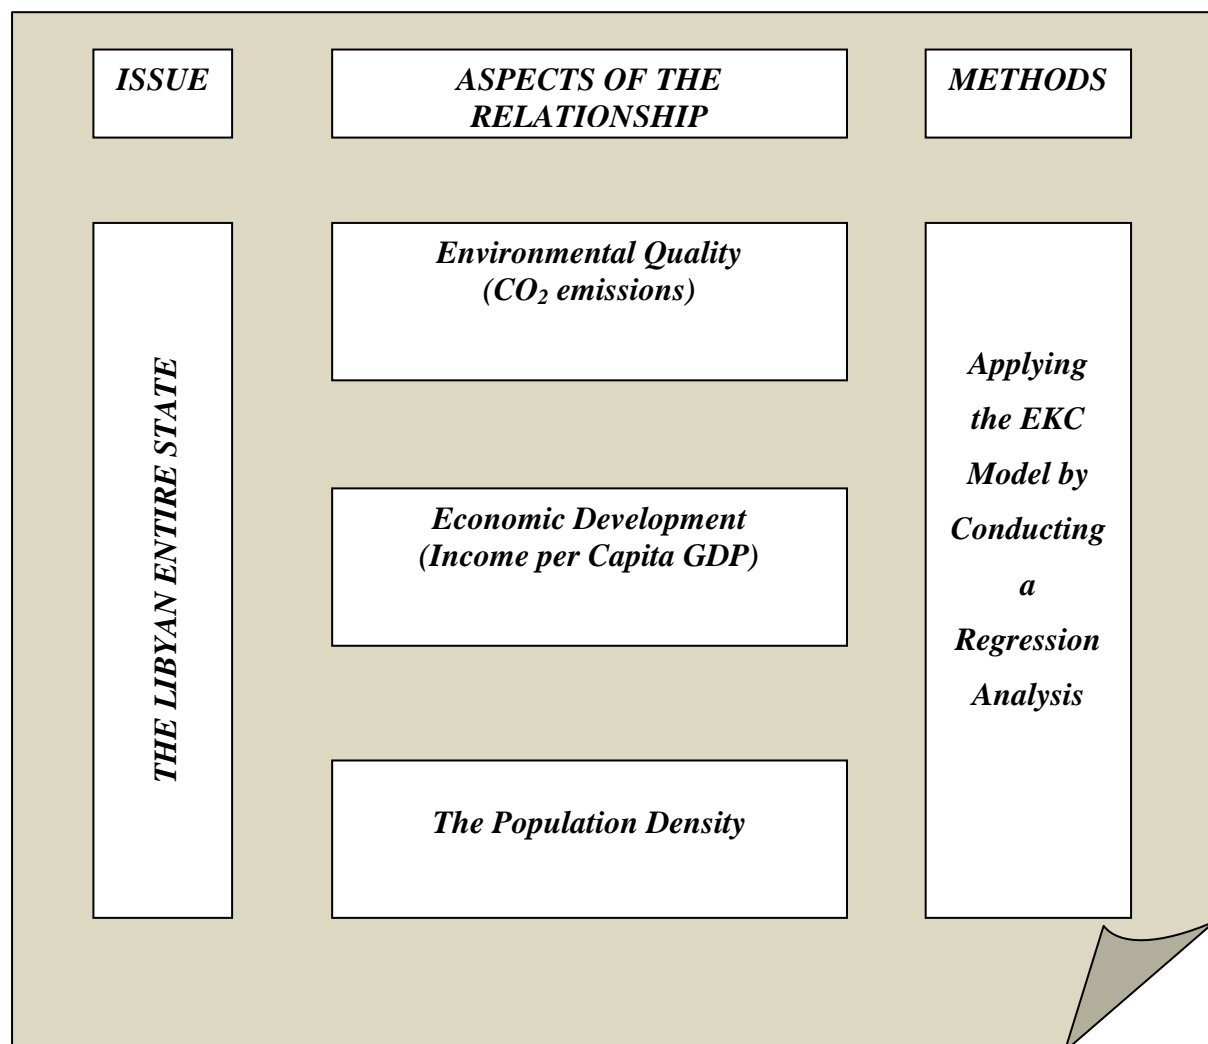 ISSUE
ASPECTS OF THE
RELATIONSHIP
METHODS
THE LIBYAN ENTIRE STATE
Environmental Quality
(CO₂ emissions)
Economic Development
(Income per Capita GDP)
The Population Density
Applying
the EKC
Model by
Conducting
a
Regression
Analysis